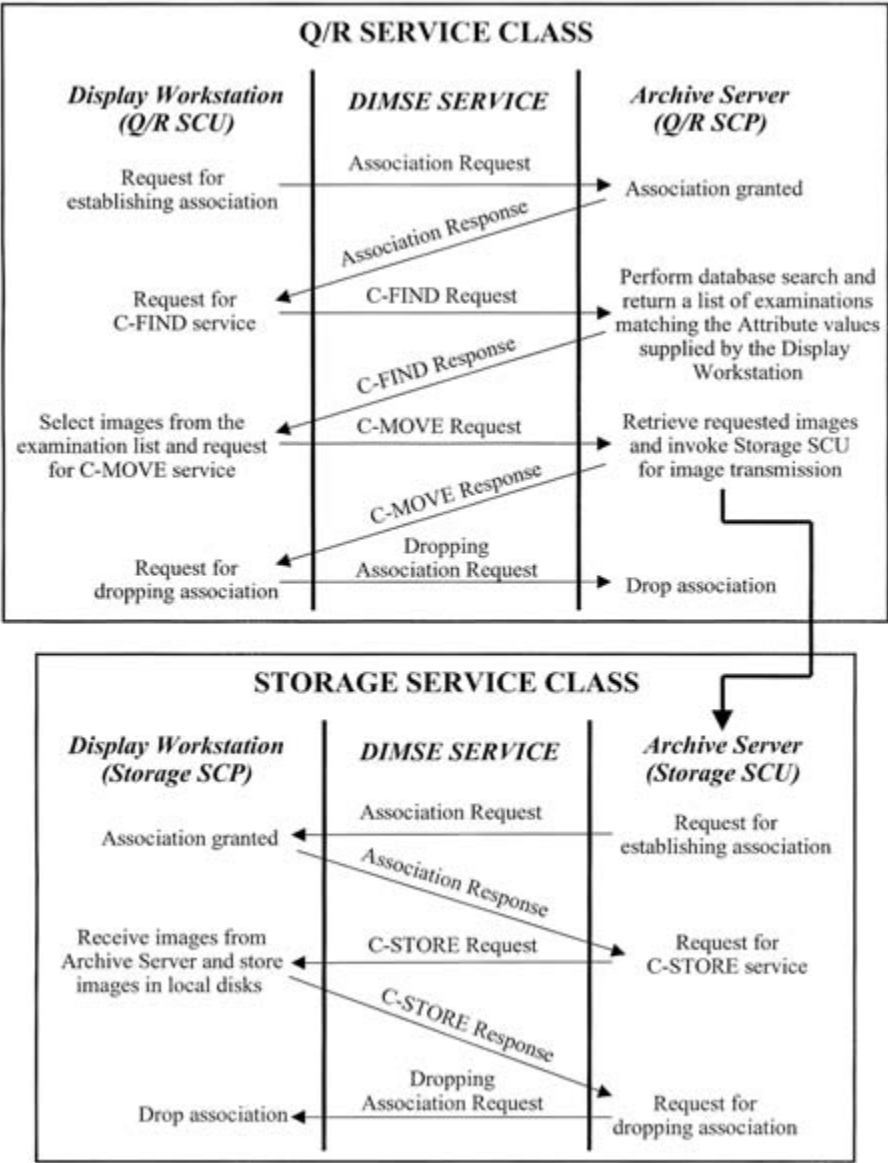 Q/R SERVICE CLASS
Display Workstation
(Q/R SCU)
DIMSE SERVICE
Archive Server
(Q/R SCP)
Request for
establishing association
Association Request
Association granted
Association Response
Request for
C-FIND service
C-FIND Request
Perform database search and
return a list of examinations
matching the Attribute values
supplied by the Display
Workstation
C-FIND Response
Select images from the
examination list and request
for C-MOVE service
C-MOVE Request
Retrieve requested images
and invoke Storage SCU
for image transmission
C-MOVE Response
Request for
dropping association
Dropping
Association Request
Drop association
STORAGE SERVICE CLASS
Display Workstation
(Storage SCP)
DIMSE SERVICE
Archive Server
(Storage SCU)
Association granted
Association Request
Request for
establishing association
Association Response
Receive images from
Archive Server and store
images in local disks
C-STORE Request
Request for
C-STORE service
C-STORE Response
Drop association
Dropping
Association Request
Request for
dropping association